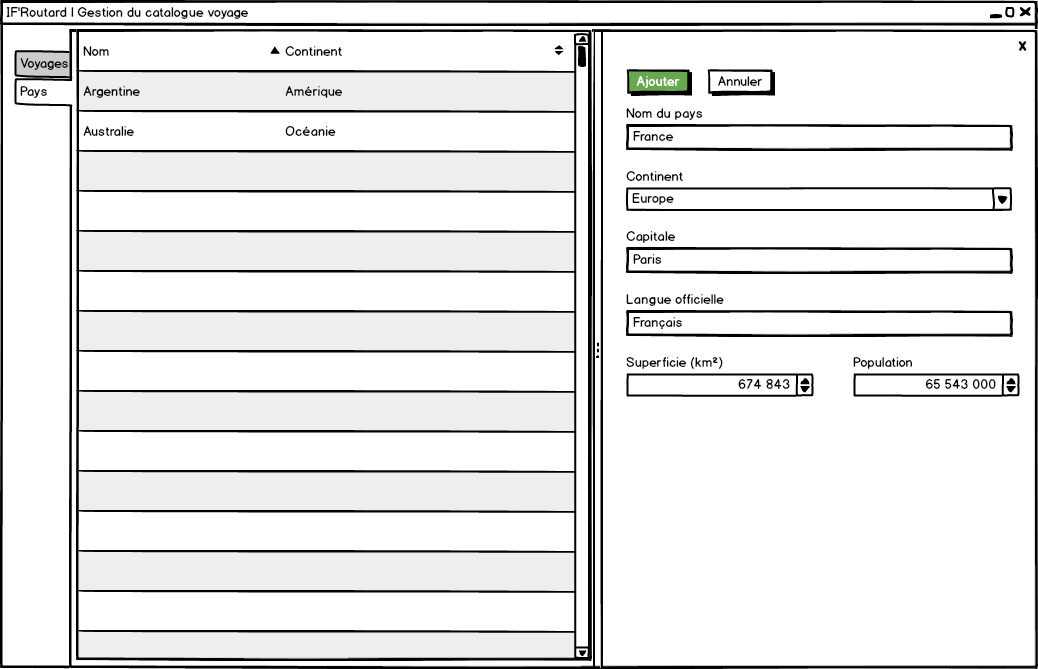 IF'Routard | Gestion du catalogue voyage
Voyages
Pays
Nom Continent
Argentine Amérique
Australie Océanie
x
Ajouter Annuler
Nom du pays
France
Continent
Europe
Capitale
Paris
Langue officielle
Français
Superficie (km²) Population
674 843 65 543 000